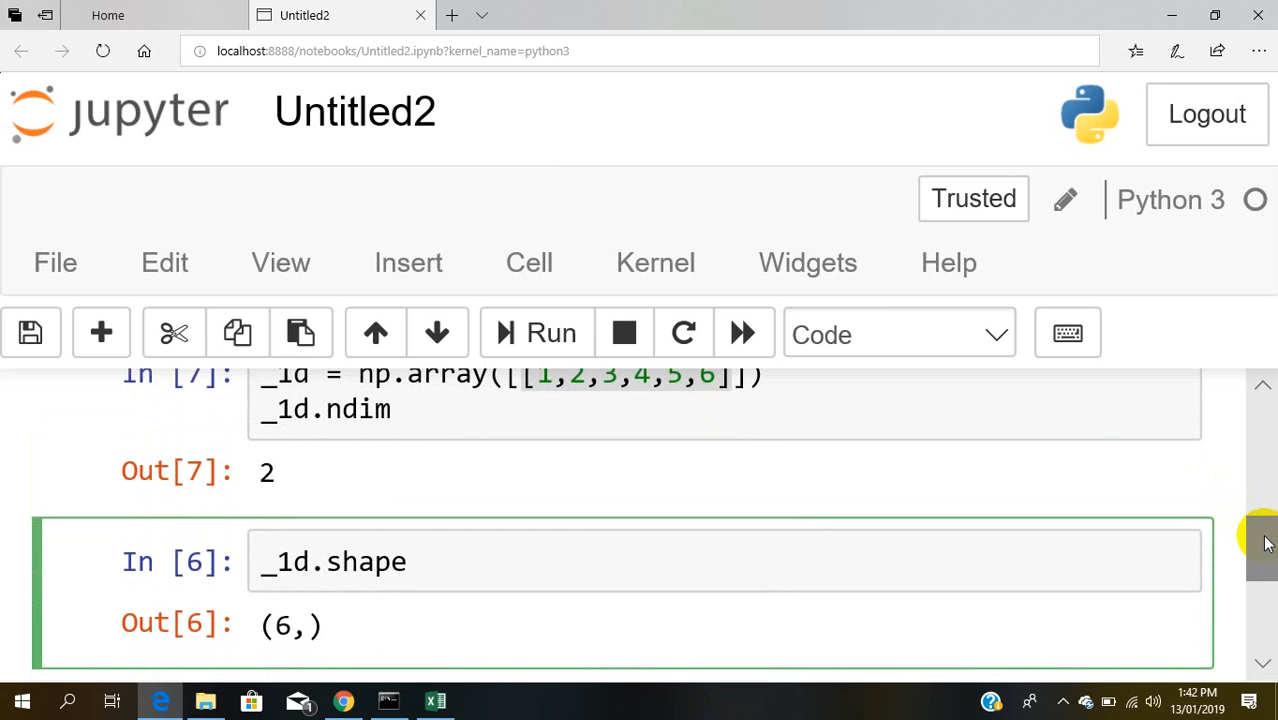 Home
Untitled2
localhost:8888/notebooks/Untitled2.ipynb?kernel_name=python3
jupyter Untitled2
Logout
Trusted
Python 3
File Edit View Insert Cell Kernel Widgets Help
Run
Code
In [7]: _1d = np.array([[1,2,3,4,5,6]])
_1d.ndim
Out[7]: 2
In [6]: _1d.shape
Out[6]: (6,)
1
1:42 PM
13/01/2019